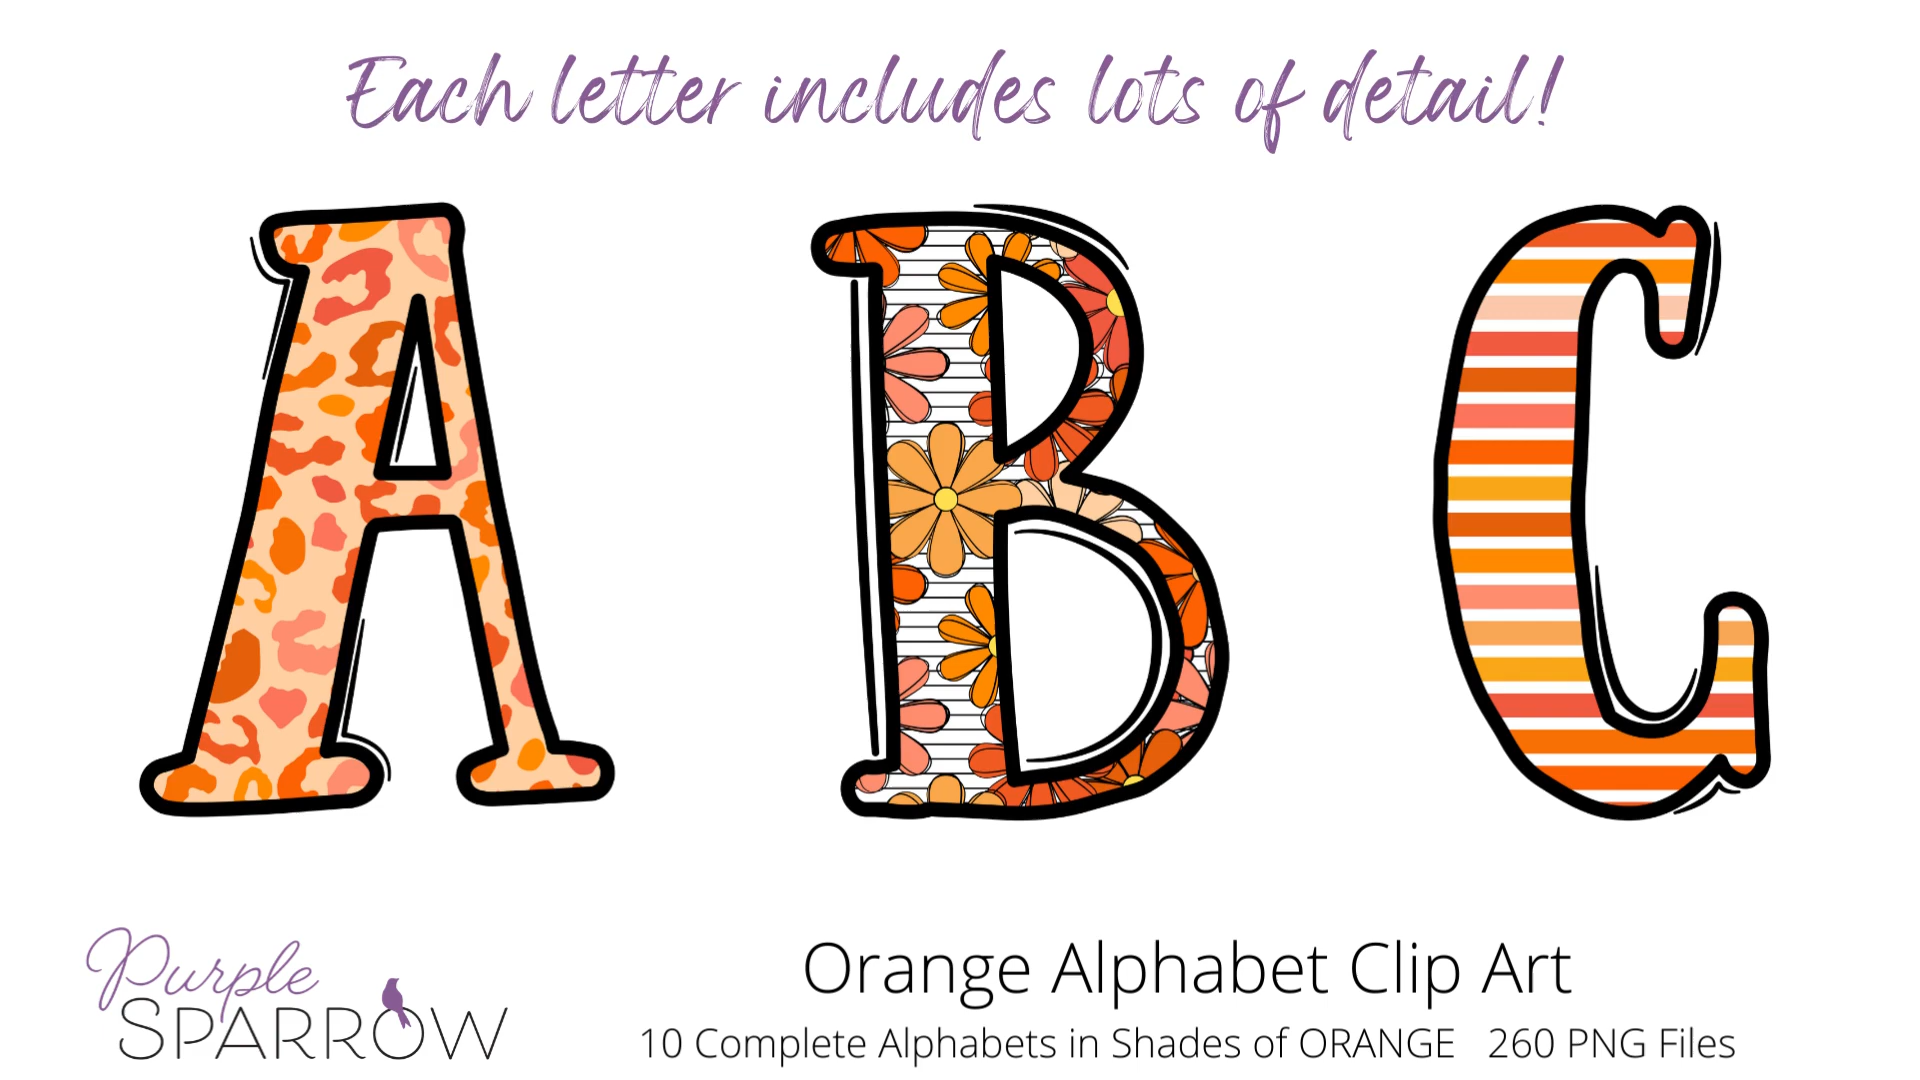 Each letter includes lots of detail!
A B C
Purple
SPARROW
Orange Alphabet Clip Art
10 Complete Alphabets in Shades of ORANGE 260 PNG Files